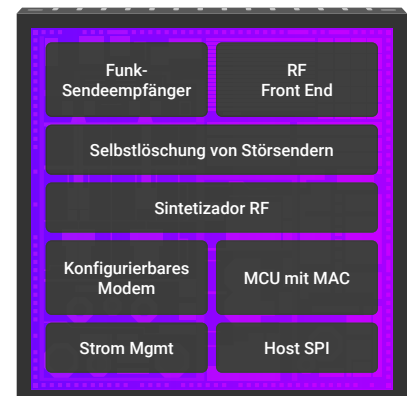 Funk-
Sendeempfänger
RF
Front End
Selbstlöschung von Störsendern
Sintetizador RF
Konfigurierbares
Modem
MCU mit MAC
Strom Mgmt
Host SPI